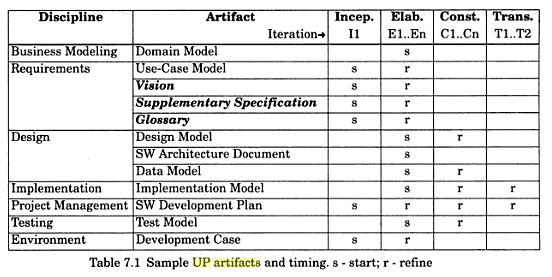 Discipline Artifact Incep. Elab. Const. Trans.
Iteration→ I1 E1..En C1..Cn T1..T2
Business Modeling Domain Model s
Requirements Use-Case Model s r
Vision s r
Supplementary Specification s r
Glossary s r
Design Design Model s r
SW Architecture Document s
Data Model s r
Implementation Implementation Model s r r
Project Management SW Development Plan s r r r
Testing Test Model s r
Environment Development Case s r
Table 7.1 Sample UP artifacts and timing. s - start; r - refine